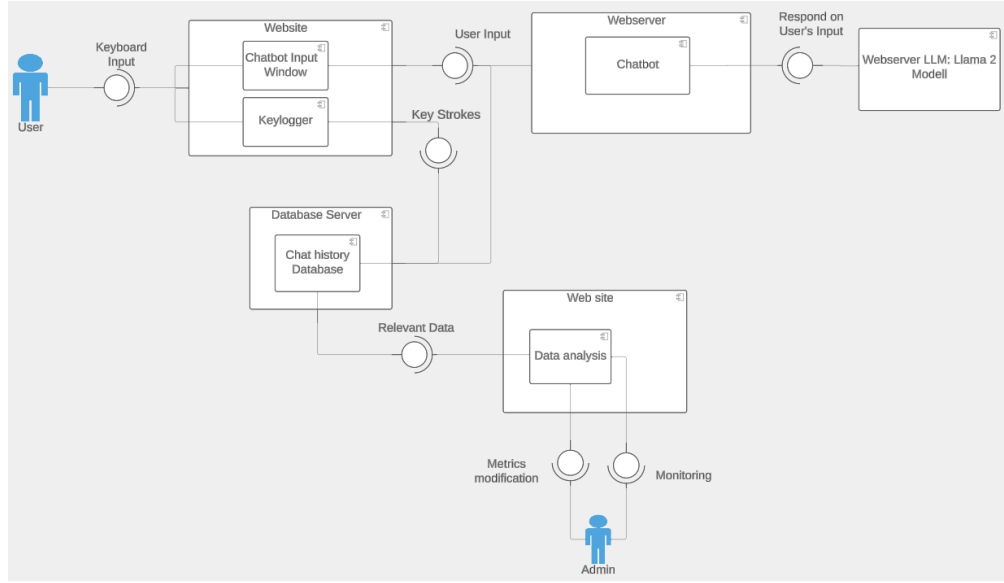 Website
Webserver
Respond on
User's Input
Keyboard
Input
User Input
Chatbot Input
Window
Chatbot
Webserver LLM: Llama 2
Modell
Keylogger
Key Strokes
User
Database Server
Chat history
Database
Web site
Relevant Data
Data analysis
Metrics
modification
Monitoring
Admin